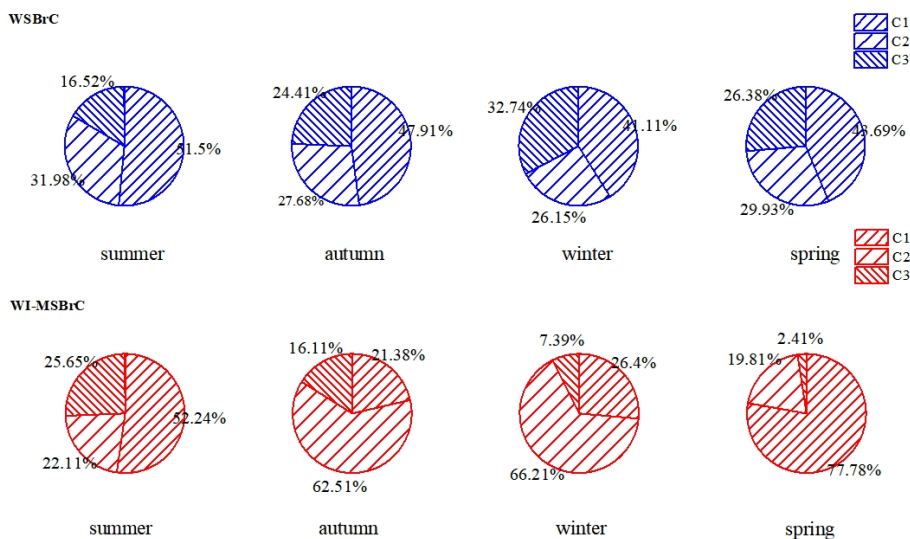 WSBrC
C1
C2
C3
16.52%
51.5%
31.98%
summer
24.41%
47.91%
27.68%
autumn
32.74%
41.11%
26.15%
winter
26.38%
43.69%
29.93%
spring
C1
C2
C3
WI-MSBrC
25.65%
52.24%
22.11%
summer
16.11%
21.38%
62.51%
autumn
7.39%
26.4%
66.21%
winter
2.41%
19.81%
77.78%
spring